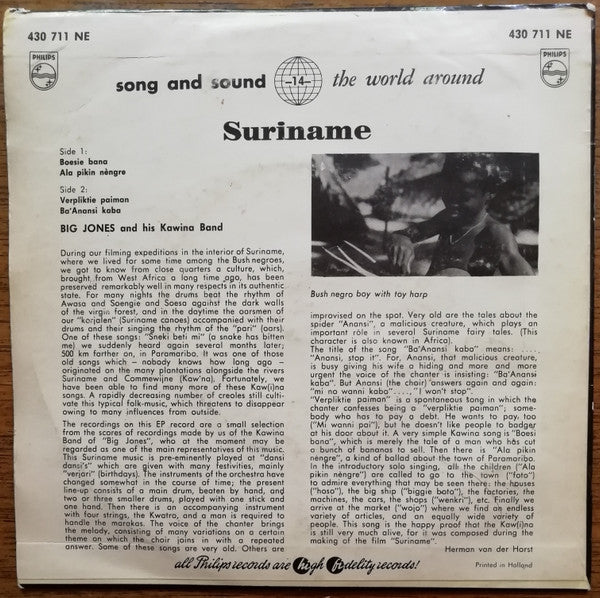 430 711 NE
430 711 NE
PHILIPS
PHILIPS
song and sound -14- the world around
Suriname
Side 1:
Boesie bana
Ala pikin nèngre
Side 2:
Verpliktie paiman
Ba'Anansi kaba
BIG JONES and his Kawina Band
During our filming expeditions in the interior of Suriname,
where we lived for some time among the Bush negroes,
we got to know from close quarters a culture, which,
brought from West Africa a long time ago, has been
preserved remarkably well in many respects in its authentic
state. For many nights the drums beat the rhythm of
Awasa and Soengie and Soesa against the dark walls
of the virgin forest, and in the daytime the oarsmen of
our "korjalen" (Suriname canoes) accompanied with their
drums and their singing the rhythm of the "pari" (oars).
One of these songs: "Sneki beti mi" (a snake has bitten
me) we suddenly heard again several months later;
500 km farther on, in Paramaribo. It was one of those
old songs which – nobody knows how long ago –
originated on the many plantations alongside the rivers
Suriname and Commewijne (Kaw'na). Fortunately, we
have been able to find many more of these Kaw(i)na
songs. A rapidly decreasing number of creoles still culti-
vate this typical folk-music, which threatens to disappear
owing to many influences from outside.
The recordings on this EP record are a small selection
from the scores of recordings made by us of the Kawina
Band of "Big Jones", who at the moment may be
regarded as one of the main representatives of this music.
This Suriname music is pre-eminently played at "dansi
dansi's" which are given with many festivities, mainly
"verjari" (birthdays). The instruments of the orchestra have
changed somewhat in the course of time; the present
line-up consists of a main drum, beaten by hand, and
two or three smaller drums, played with one stick and
one hand. Then there is an accompanying instrument
with four strings, the Kwatro, and a man is required to
handle the marakas. The voice of the chanter brings
the melody, consisting of many variations on a certain
theme on which the choir joins in with a repeated
answer. Some of these songs are very old. Others are
Bush negro boy with toy harp
improvised on the spot. Very old are the tales about the
spider "Anansi", a malicious creature, which plays an
important rôle in several Suriname fairy tales. (This
character is also known in Africa).
The title of the song "Ba'Anansi kaba" means: .....
"Anansi, stop it". For, Anansi, that malicious creature,
is busy giving his wife a hiding and more and more
urgent the voice of the chanter is insisting: "Ba'Anansi
kaba". But Anansi (the choir) answers again and again:
"mi no wanni kaba".....„"I won't stop".
"Verpliktie paiman" is a spontaneous song in which the
chanter confesses being a "verpliktie paiman"; some-
body who has to pay a debt. He wants to pay, too
("Mi wanni pai"), but he doesn't like people to badger
at his door about it. A very simple Kawina song is "Boesi
bana", which is merely the tale of a man who has cut
a bunch of bananas to sell. Then there is "Ala pikin
nengre", a kind of ballad about the town of Paramaribo.
In the introductory solo singing, all the children ("Ala
pikin nèngre") are called to go to the town ("foto")
to admire everything that may be seen there: the houses
("hoso"), the big ship ("biggie boto"), the factories, the
machines, the cars, the shops ("wenkri"), etc. Finally we
arrive at the market ("wojo") where we find an endless
variety of articles, and an equally wide variety of
people. This song is the happy proof that the Kaw(i)na
is still very much alive, for it was composed during the
making of the film "Suriname".
Herman van der Horst
all Philips records are high fidelity records!
Printed in Holland